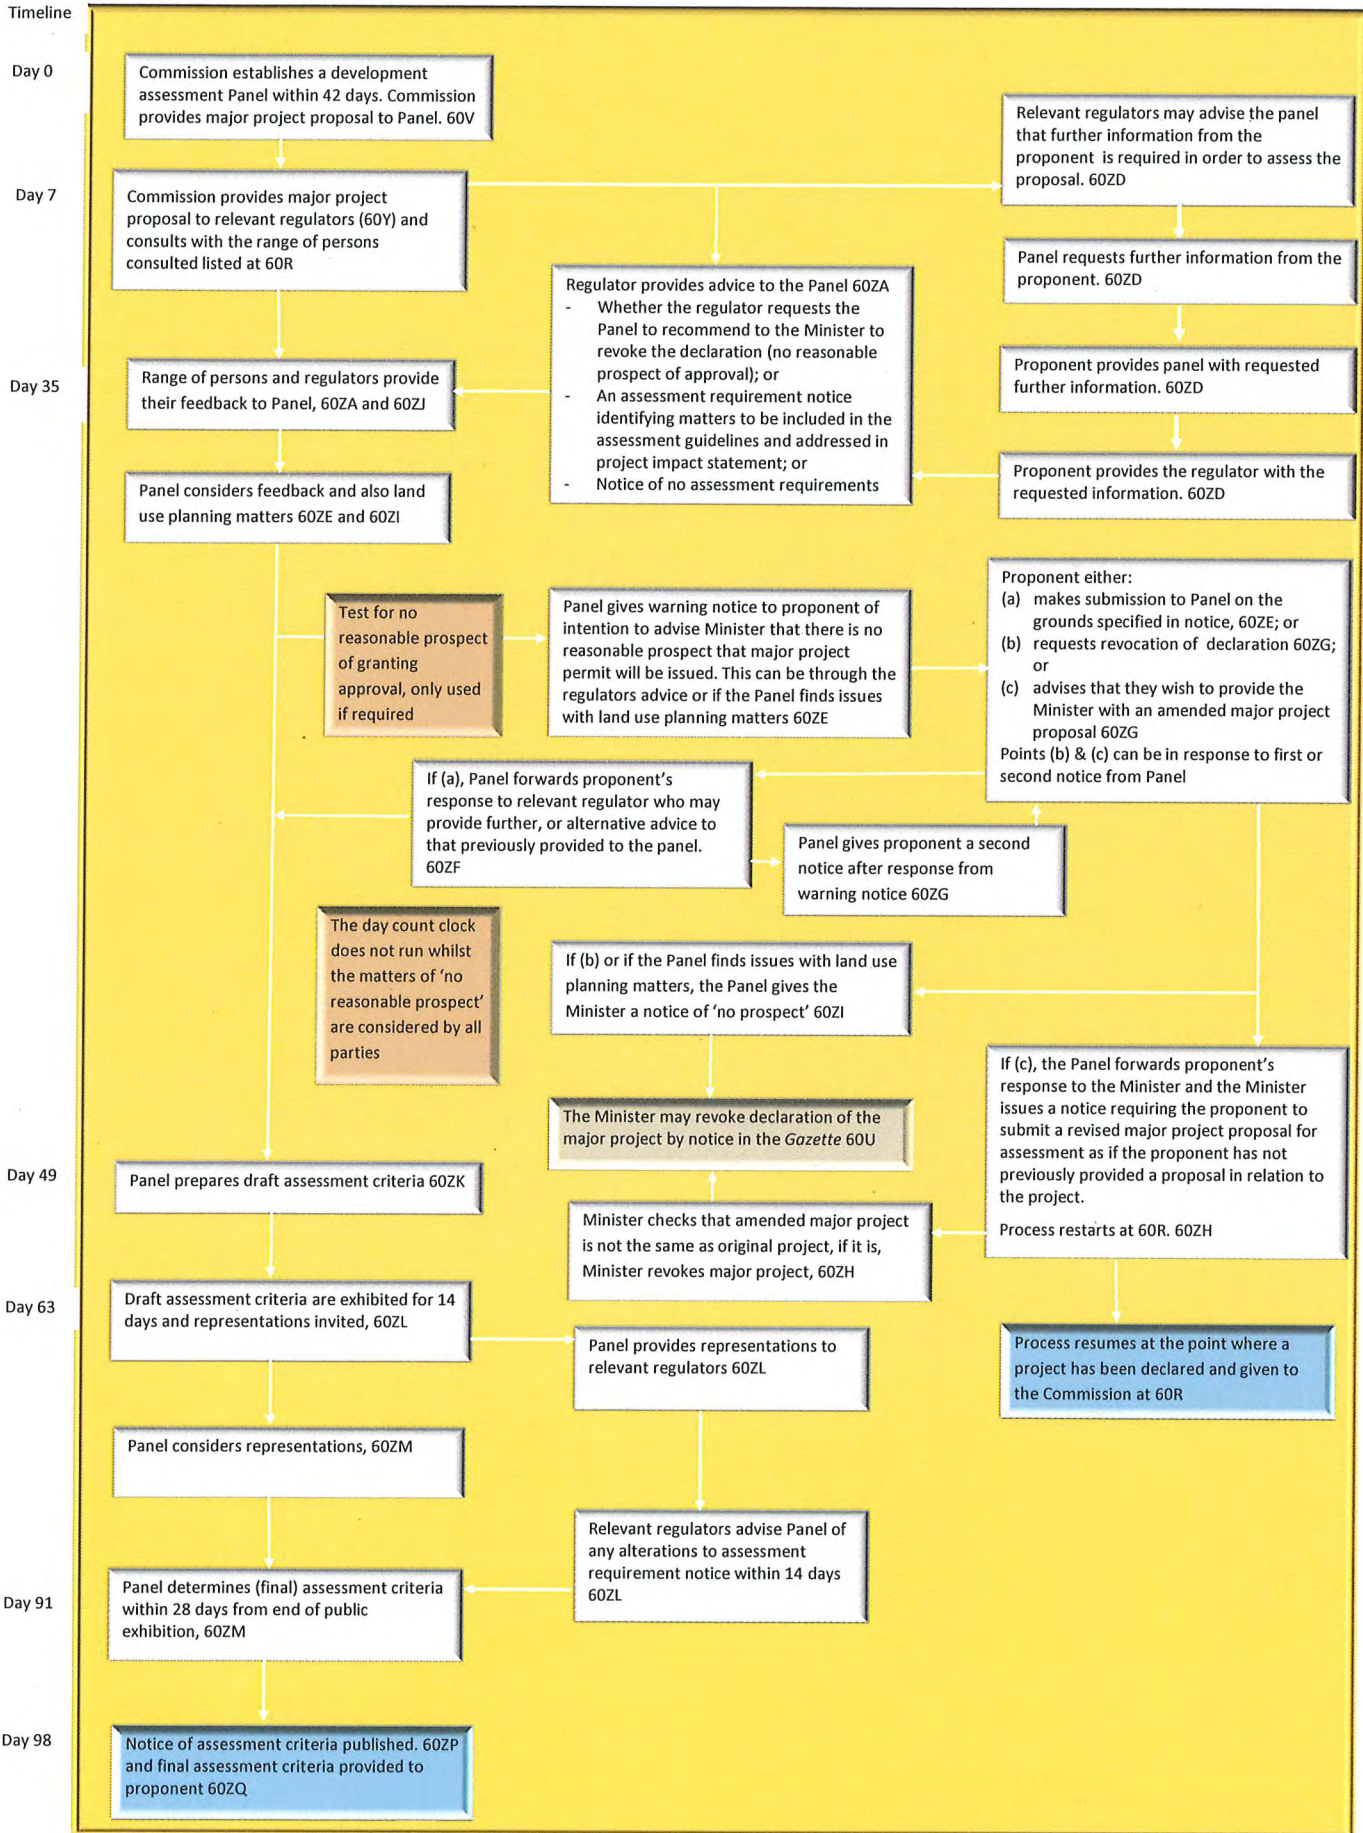 Timeline
Day 0
Commission establishes a development
assessment Panel within 42 days. Commission
provides major project proposal to Panel. 60V
Relevant regulators may advise the panel
that further information from the
proponent is required in order to assess the
proposal. 60ZD
Day 7
Commission provides major project
proposal to relevant regulators (60Y) and
consults with the range of persons
consulted listed at 60R
Panel requests further information from the
proponent. 60ZD
Regulator provides advice to the Panel 60ZA
- Whether the regulator requests the
Panel to recommend to the Minister to
revoke the declaration (no reasonable
prospect of approval); or
- An assessment requirement notice
identifying matters to be included in the
assessment guidelines and addressed in
project impact statement; or
- Notice of no assessment requirements
Proponent provides panel with requested
further information. 60ZD
Day 35
Range of persons and regulators provide
their feedback to Panel, 60ZA and 60ZJ
Proponent provides the regulator with the
requested information. 60ZD
Panel considers feedback and also land
use planning matters 60ZE and 60ZI
Test for no
reasonable prospect
of granting
approval, only used
if required
Panel gives warning notice to proponent of
intention to advise Minister that there is no
reasonable prospect that major project
permit will be issued. This can be through the
regulators advice or if the Panel finds issues
with land use planning matters 60ZE
Proponent either:
(a) makes submission to Panel on the
grounds specified in notice, 60ZE; or
(b) requests revocation of declaration 60ZG;
or
(c) advises that they wish to provide the
Minister with an amended major project
proposal 60ZG
Points (b) & (c) can be in response to first or
second notice from Panel
If (a), Panel forwards proponent's
response to relevant regulator who may
provide further, or alternative advice to
that previously provided to the panel.
60ZF
Panel gives proponent a second
notice after response from
warning notice 60ZG
The day count clock
does not run whilst
the matters of 'no
reasonable prospect'
are considered by all
parties
If (b) or if the Panel finds issues with land use
planning matters, the Panel gives the
Minister a notice of 'no prospect' 60ZI
If (c), the Panel forwards proponent's
response to the Minister and the Minister
issues a notice requiring the proponent to
submit a revised major project proposal for
assessment as if the proponent has not
previously provided a proposal in relation to
the project.
Process restarts at 60R. 60ZH
The Minister may revoke declaration of the
major project by notice in the Gazette 60U
Day 49
Panel prepares draft assessment criteria 60ZK
Minister checks that amended major project
is not the same as original project, if it is,
Minister revokes major project, 60ZH
Day 63
Draft assessment criteria are exhibited for 14
days and representations invited, 60ZL
Panel provides representations to
relevant regulators 60ZL
Process resumes at the point where a
project has been declared and given to
the Commission at 60R
Panel considers representations, 60ZM
Relevant regulators advise Panel of
any alterations to assessment
requirement notice within 14 days
60ZL
Day 91
Panel determines (final) assessment criteria
within 28 days from end of public
exhibition, 60ZM
Day 98
Notice of assessment criteria published. 60ZP
and final assessment criteria provided to
proponent 60ZQ